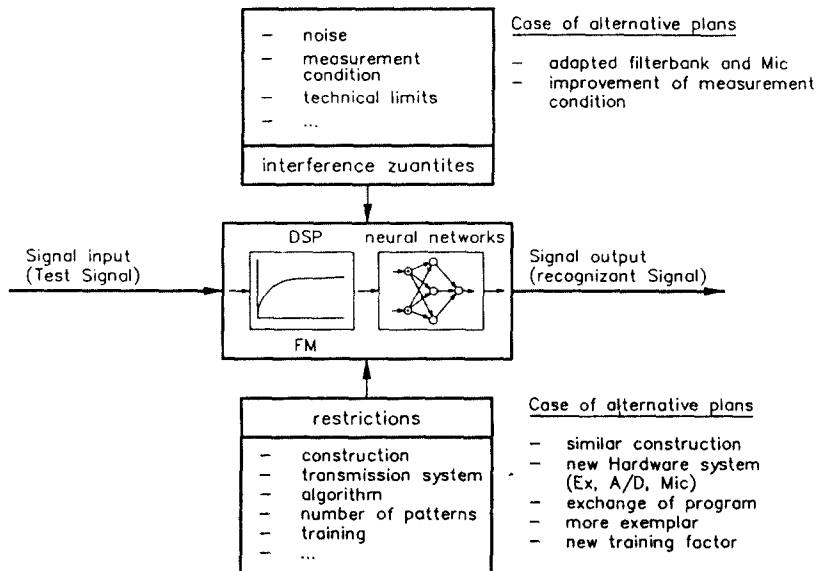 – noise
– measurement
condition
– technical limits
– ...
interference zuantites
Case of alternative plans
– adapted filterbank and Mic
– improvement of measurement
condition
Signal input
(Test Signal)
DSP
neural networks
FM
Signal output
(recognizant Signal)
restrictions
– construction
– transmission system
– algorithm
– number of patterns
– training
– ...
Case of alternative plans
– similar construction
– new Hardware system
(Ex, A/D, Mic)
– exchange of program
– more exemplar
– new training factor